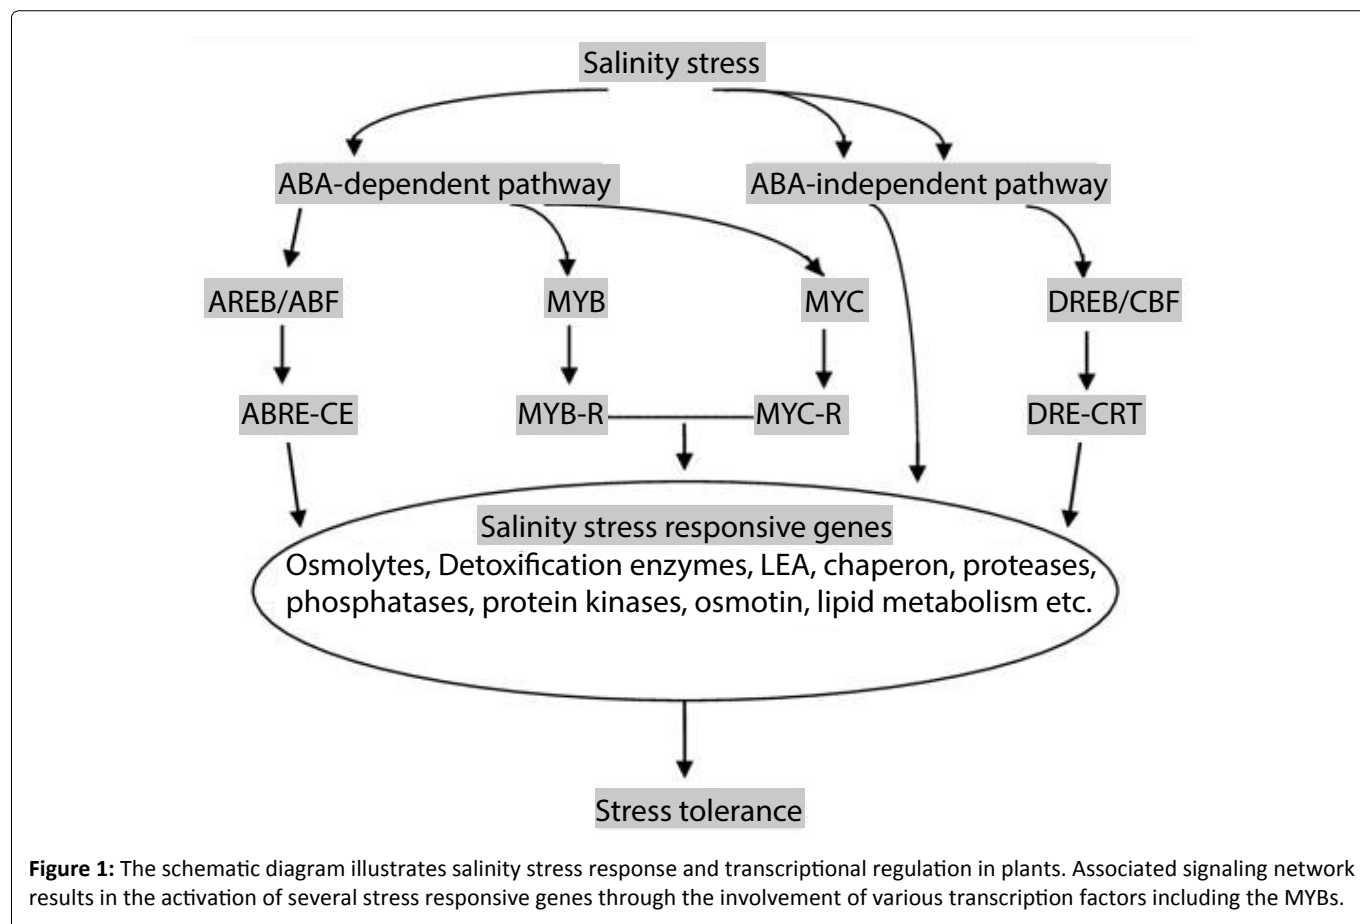 Salinity stress
ABA-dependent pathway
ABA-independent pathway
AREB/ABF
MYB
MYC
DREB/CBF
ABRE-CE
MYB-R
MYC-R
DRE-CRT
Salinity stress responsive genes
Osmolytes, Detoxification enzymes, LEA, chaperon, proteases,
phosphatases, protein kinases, osmotin, lipid metabolism etc.
Stress tolerance
Figure 1: The schematic diagram illustrates salinity stress response and transcriptional regulation in plants. Associated signaling network
results in the activation of several stress responsive genes through the involvement of various transcription factors including the MYBs.